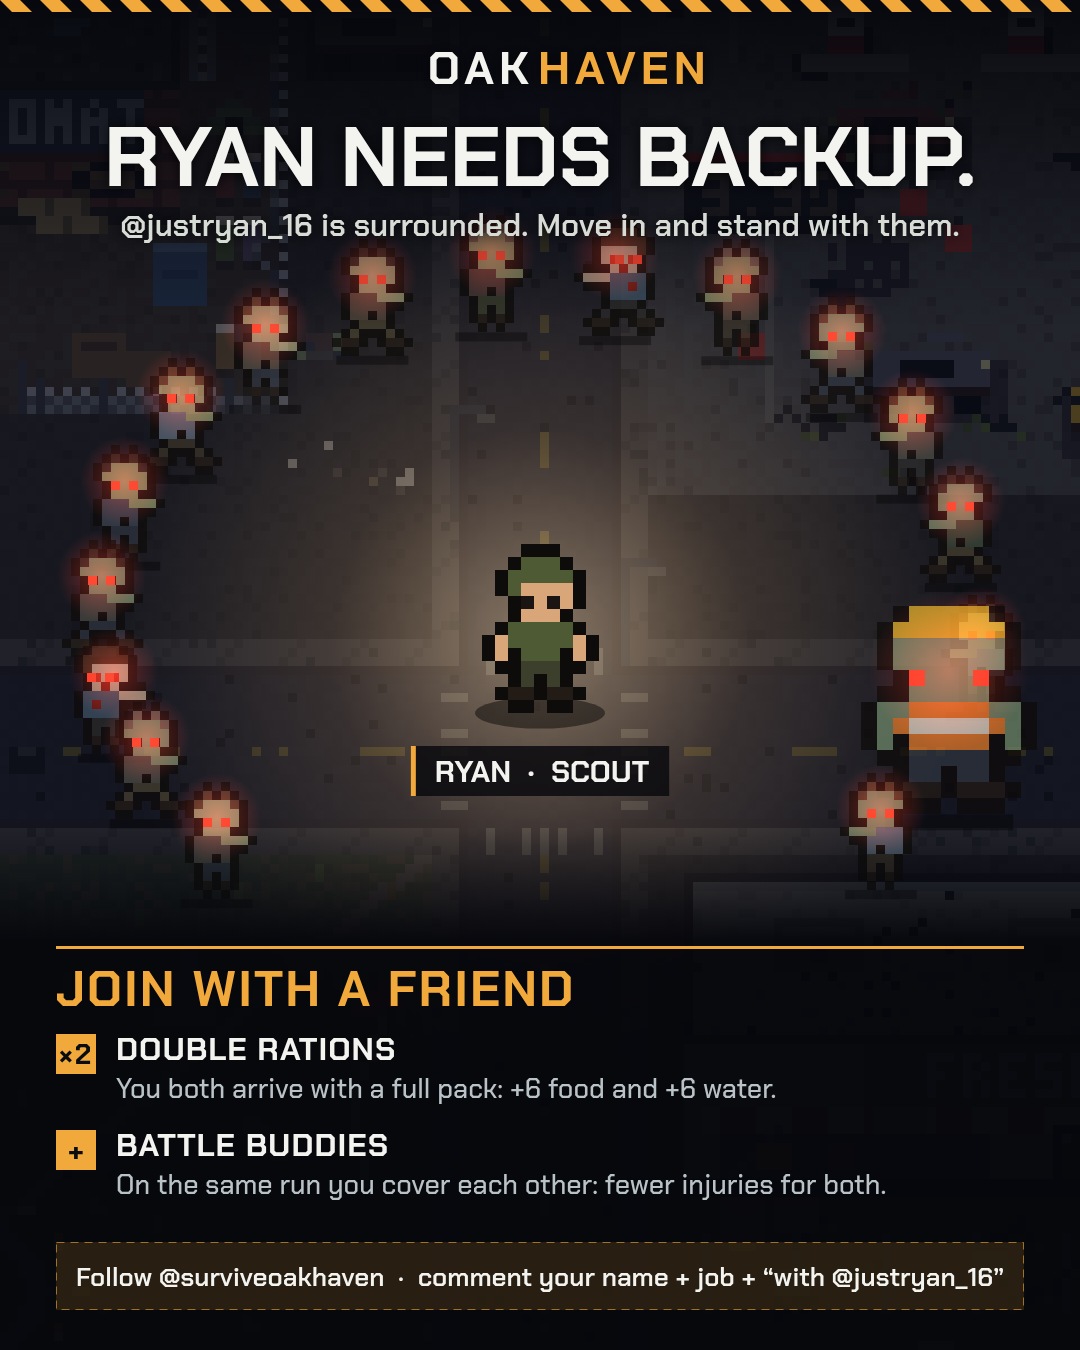 OAKHAVEN
RYAN NEEDS BACKUP.
@justryan_16 is surrounded. Move in and stand with them.
RYAN · SCOUT
JOIN WITH A FRIEND
×2 DOUBLE RATIONS
You both arrive with a full pack: +6 food and +6 water.
+ BATTLE BUDDIES
On the same run you cover each other: fewer injuries for both.
Follow @surviveoakhaven · comment your name + job + “with @justryan_16”